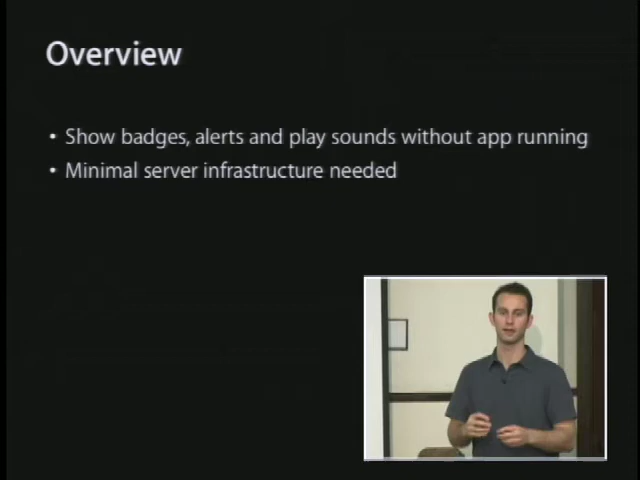 Overview
• Show badges, alerts and play sounds without app running
• Minimal server infrastructure needed